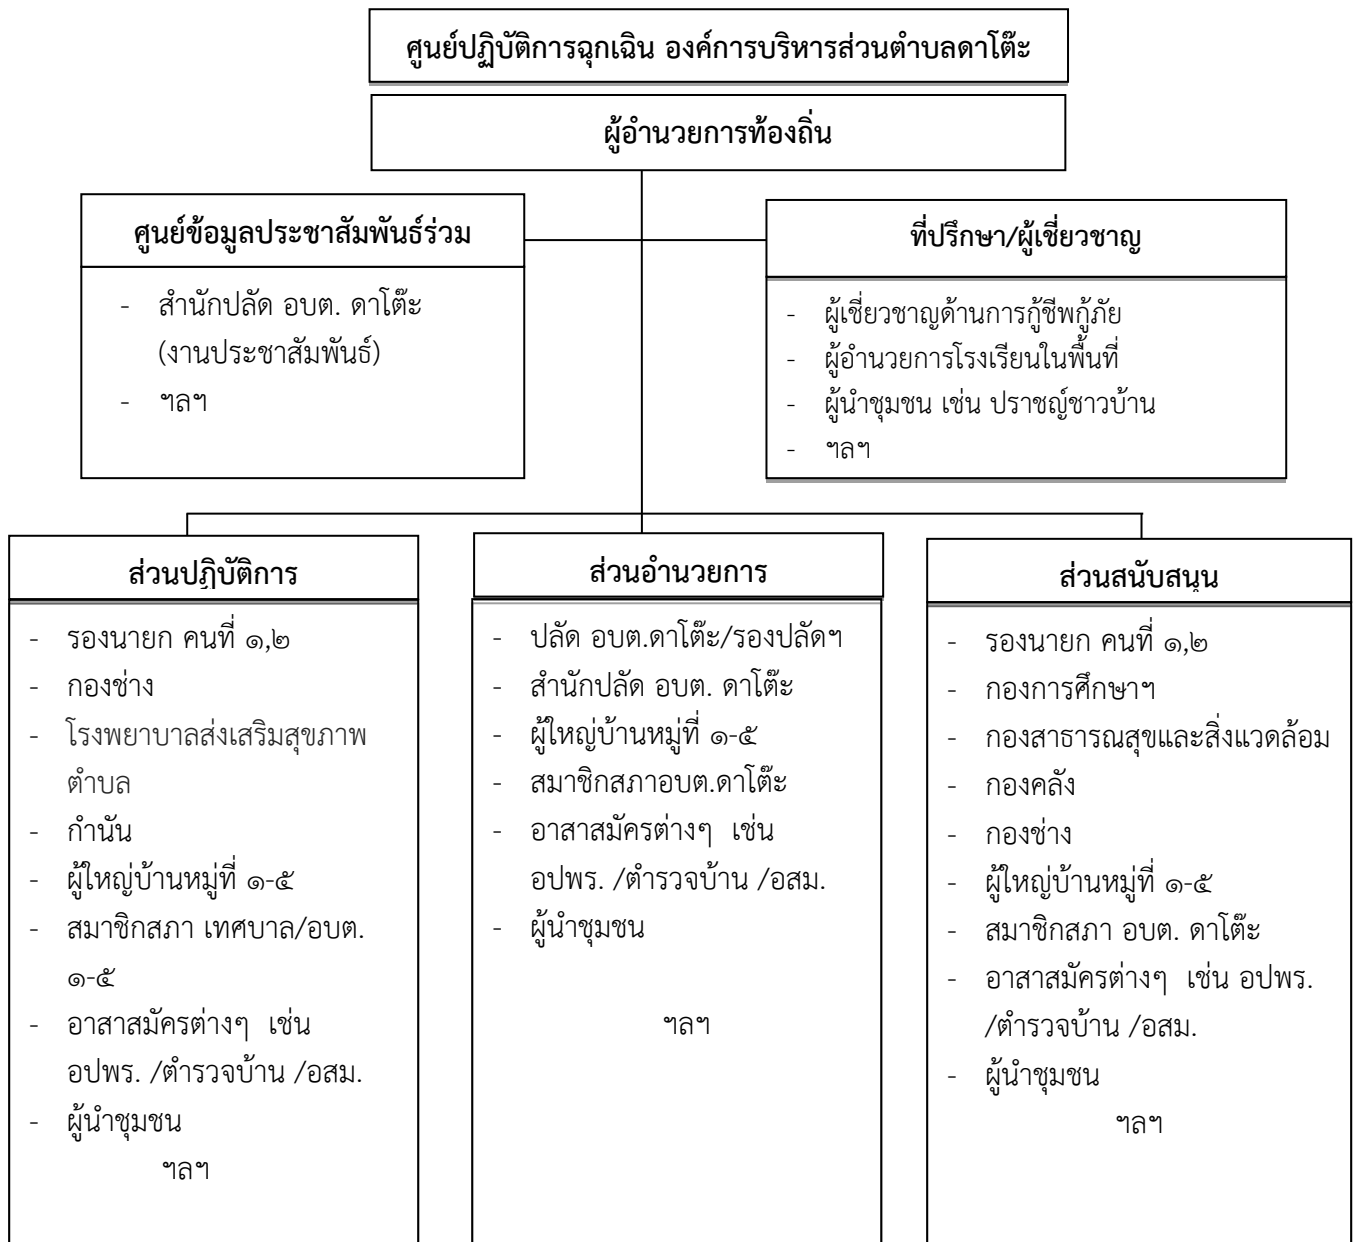 ศูนย์ปฏิบัติการฉุกเฉิน องค์การบริหารส่วนตำบลดาโต๊ะ
ผู้อำนวยการท้องถิ่น
ศูนย์ข้อมูลประชาสัมพันธ์ร่วม
- สำนักปลัด อบต. ดาโต๊ะ
(งานประชาสัมพันธ์)
- ฯลฯ
ที่ปรึกษา/ผู้เชี่ยวชาญ
- ผู้เชี่ยวชาญด้านการกู้ชีพกู้ภัย
- ผู้อำนวยการโรงเรียนในพื้นที่
- ผู้นำชุมชน เช่น ปราชญ์ชาวบ้าน
- ฯลฯ
ส่วนปฏิบัติการ
- รองนายก คนที่ ๑,๒
- กองช่าง
- โรงพยาบาลส่งเสริมสุขภาพ
ตำบล
- กำนัน
- ผู้ใหญ่บ้านหมู่ที่ ๑-๕
- สมาชิกสภา เทศบาล/อบต.
๑-๕
- อาสาสมัครต่างๆ เช่น
อปพร. /ตำรวจบ้าน /อสม.
- ผู้นำชุมชน
ฯลฯ
ส่วนอำนวยการ
- ปลัด อบต.ดาโต๊ะ/รองปลัดฯ
- สำนักปลัด อบต. ดาโต๊ะ
- ผู้ใหญ่บ้านหมู่ที่ ๑-๕
- สมาชิกสภาอบต.ดาโต๊ะ
- อาสาสมัครต่างๆ เช่น
อปพร. /ตำรวจบ้าน /อสม.
- ผู้นำชุมชน
ฯลฯ
ส่วนสนับสนุน
- รองนายก คนที่ ๑,๒
- กองการศึกษาฯ
- กองสาธารณสุขและสิ่งแวดล้อม
- กองคลัง
- กองช่าง
- ผู้ใหญ่บ้านหมู่ที่ ๑-๕
- สมาชิกสภา อบต. ดาโต๊ะ
- อาสาสมัครต่างๆ เช่น อปพร.
/ตำรวจบ้าน /อสม.
- ผู้นำชุมชน
ฯลฯ